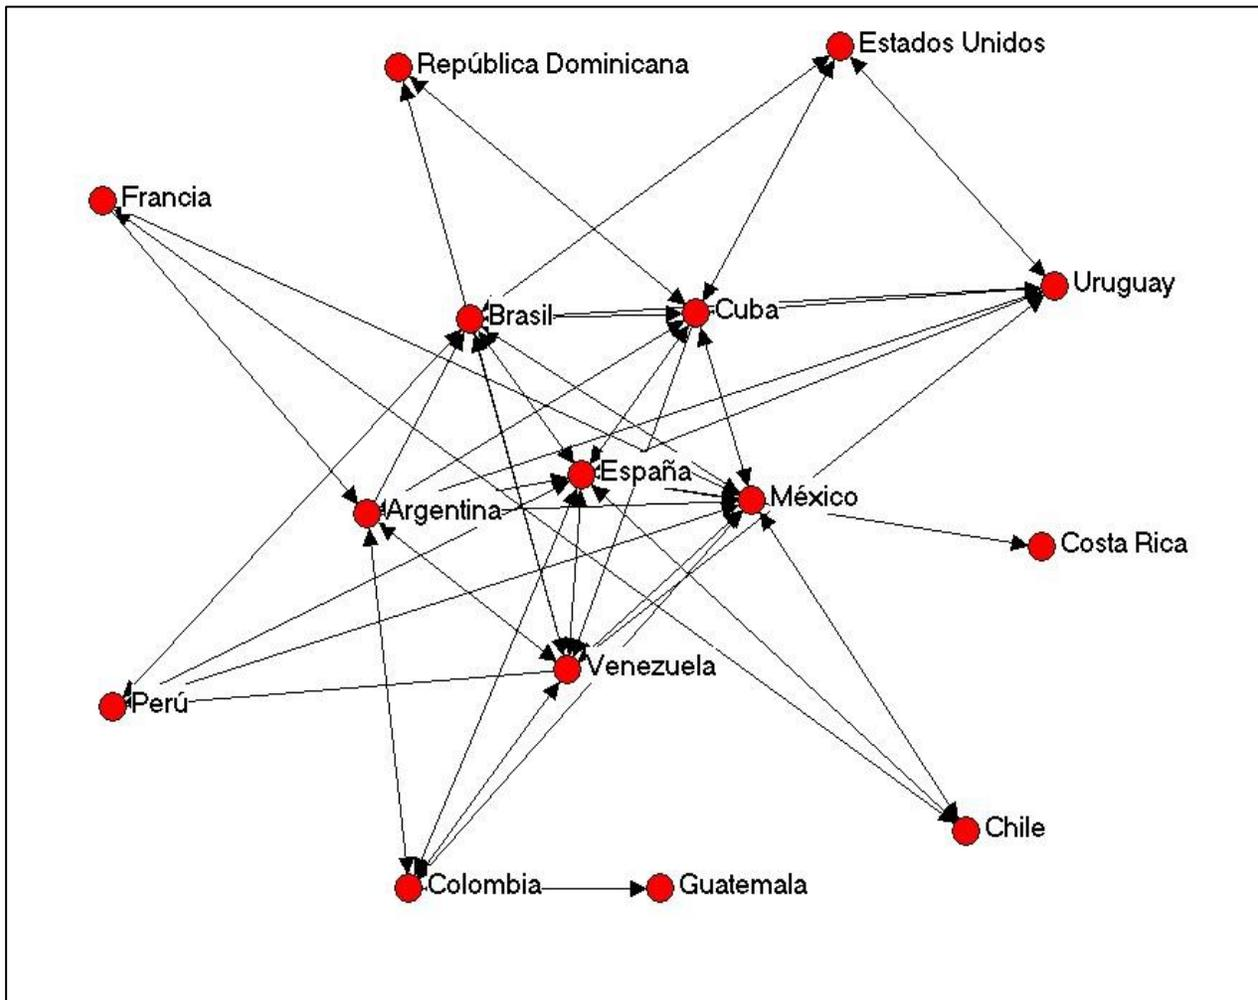 Estados Unidos
República Dominicana
Francia
Uruguay
Cuba
Brasil
España
México
Argentina
Costa Rica
Venezuela
Perú
Chile
Colombia
Guatemala